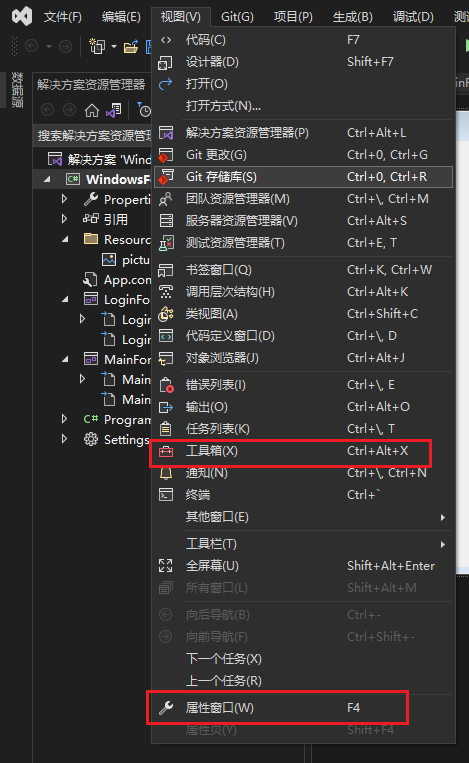 文件(F) 编辑(E) 视图(V) Git(G) 项目(P) 生成(B) 调试(D)
数据源
解决方案资源管理器
搜索解决方案资源管
解决方案 'Wind
WindowsFo
Properti
引用
Resourc
pictu
App.con
LoginFo
Login
Login
MainFor
Main
Main
Program
Settings
代码(C) F7
设计器(D) Shift+F7
打开(O)
打开方式(N)...
解决方案资源管理器(P) Ctrl+Alt+L
Git 更改(G) Ctrl+0, Ctrl+G
Git 存储库(S) Ctrl+0, Ctrl+R
团队资源管理器(M) Ctrl+\, Ctrl+M
服务器资源管理器(V) Ctrl+Alt+S
测试资源管理器(T) Ctrl+E, T
书签窗口(Q) Ctrl+K, Ctrl+W
调用层次结构(H) Ctrl+Alt+K
类视图(A) Ctrl+Shift+C
代码定义窗口(D) Ctrl+\, D
对象浏览器(J) Ctrl+Alt+J
错误列表(I) Ctrl+\, E
输出(O) Ctrl+Alt+O
任务列表(K) Ctrl+\, T
工具箱(X) Ctrl+Alt+X
通知(N) Ctrl+\, Ctrl+N
终端 Ctrl+`
其他窗口(E)
工具栏(T)
全屏幕(U) Shift+Alt+Enter
所有窗口(L) Shift+Alt+M
向后导航(B) Ctrl+-
向前导航(F) Ctrl+Shift+-
下一个任务(X)
上一个任务(R)
属性窗口(W) F4
属性页(Y) Shift+F4